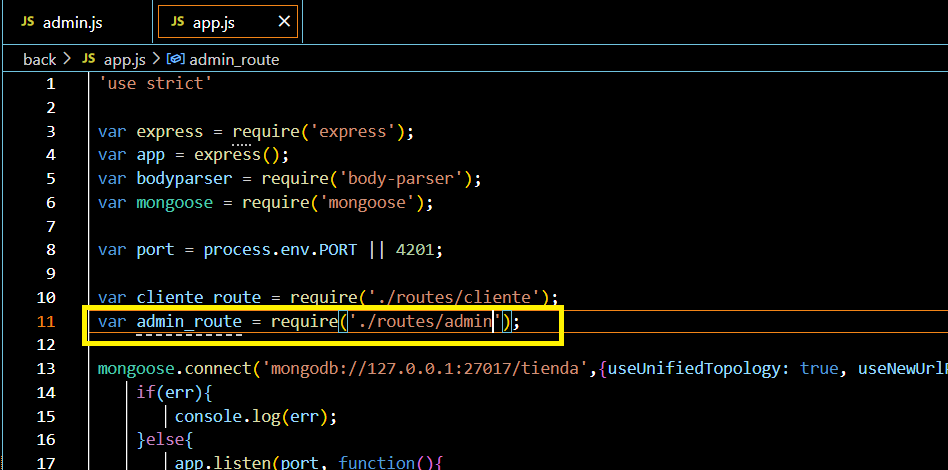 JS admin.js
JS app.js ×
back > JS app.js > admin_route
1 'use strict'
2
3 var express = require('express');
4 var app = express();
5 var bodyparser = require('body-parser');
6 var mongoose = require('mongoose');
7
8 var port = process.env.PORT || 4201;
9
10 var cliente_route = require('./routes/cliente');
11 var admin_route = require('./routes/admin');
12
13 mongoose.connect('mongodb://127.0.0.1:27017/tienda',{useUnifiedTopology: true, useNewUrlP
14 if(err){
15 console.log(err);
16 }else{
17 app.listen(port, function(){